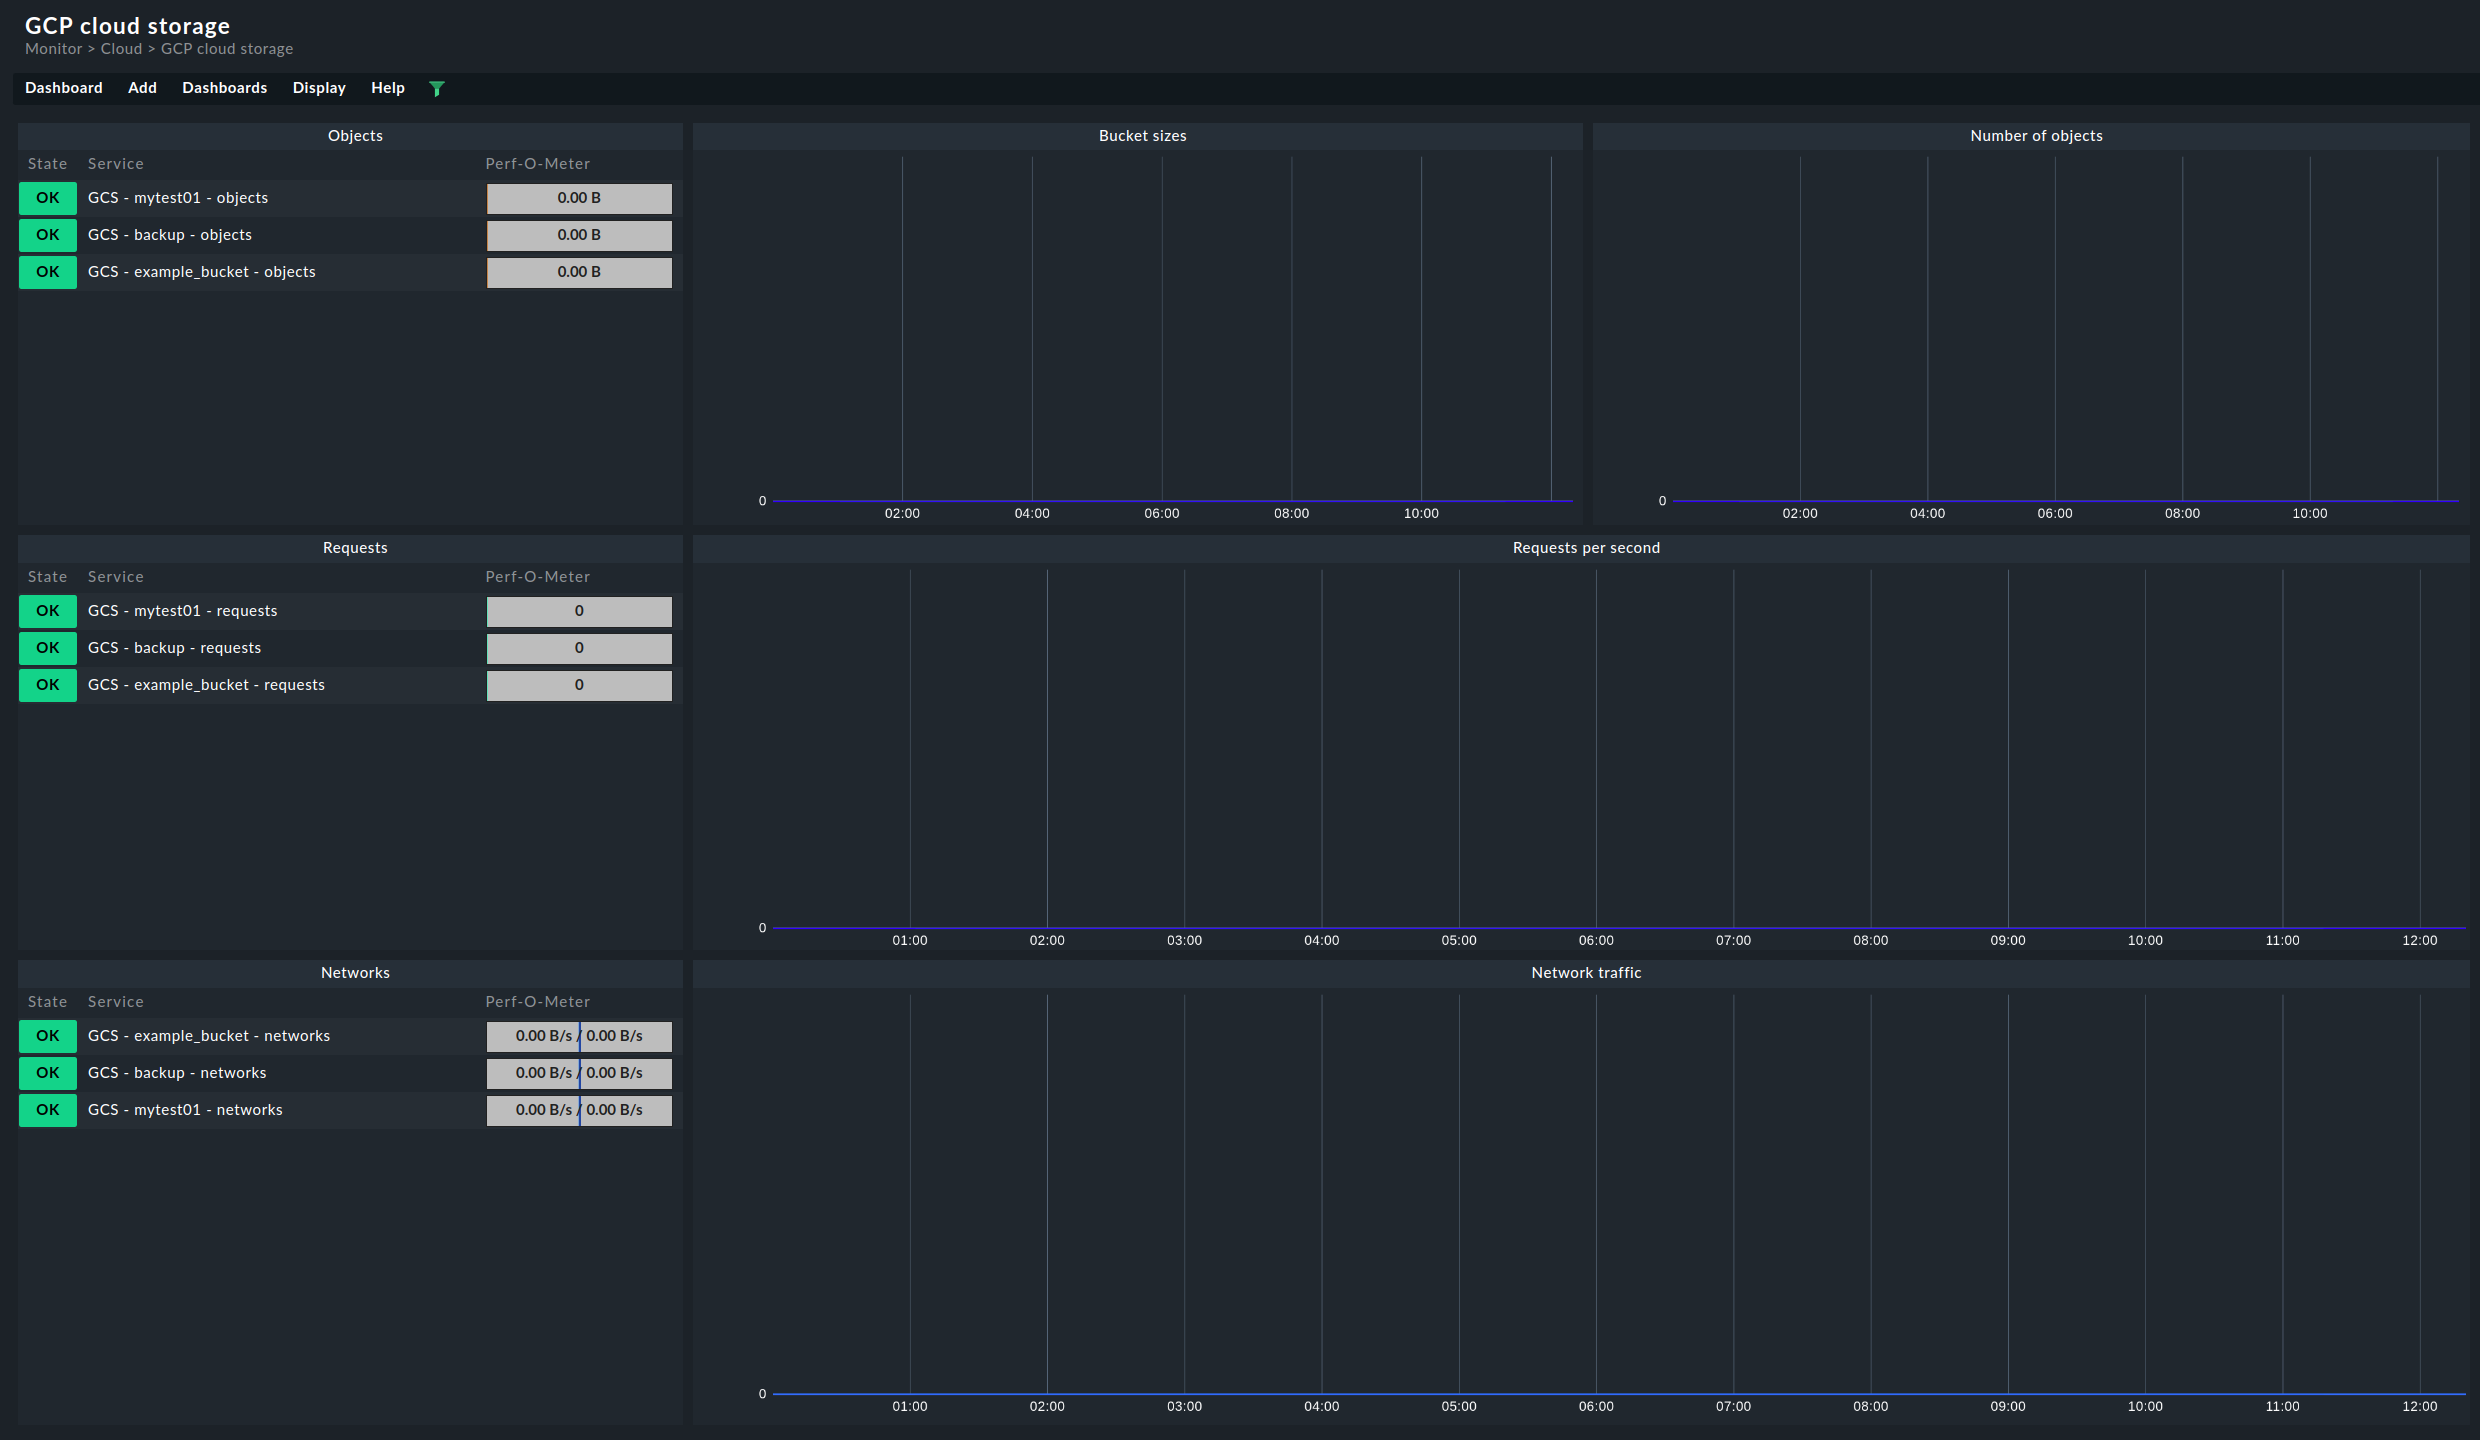 GCP cloud storage
Monitor > Cloud > GCP cloud storage
Dashboard Add Dashboards Display Help
Objects
State Service Perf-O-Meter
OK GCS - mytest01 - objects 0.00 B
OK GCS - backup - objects 0.00 B
OK GCS - example_bucket - objects 0.00 B
Bucket sizes
0
02:00 04:00 06:00 08:00 10:00
Number of objects
0
02:00 04:00 06:00 08:00 10:00
Requests
State Service Perf-O-Meter
OK GCS - mytest01 - requests 0
OK GCS - backup - requests 0
OK GCS - example_bucket - requests 0
Requests per second
0
01:00 02:00 03:00 04:00 05:00 06:00 07:00 08:00 09:00 10:00 11:00 12:00
Networks
State Service Perf-O-Meter
OK GCS - example_bucket - networks 0.00 B/s / 0.00 B/s
OK GCS - backup - networks 0.00 B/s / 0.00 B/s
OK GCS - mytest01 - networks 0.00 B/s / 0.00 B/s
Network traffic
0
01:00 02:00 03:00 04:00 05:00 06:00 07:00 08:00 09:00 10:00 11:00 12:00